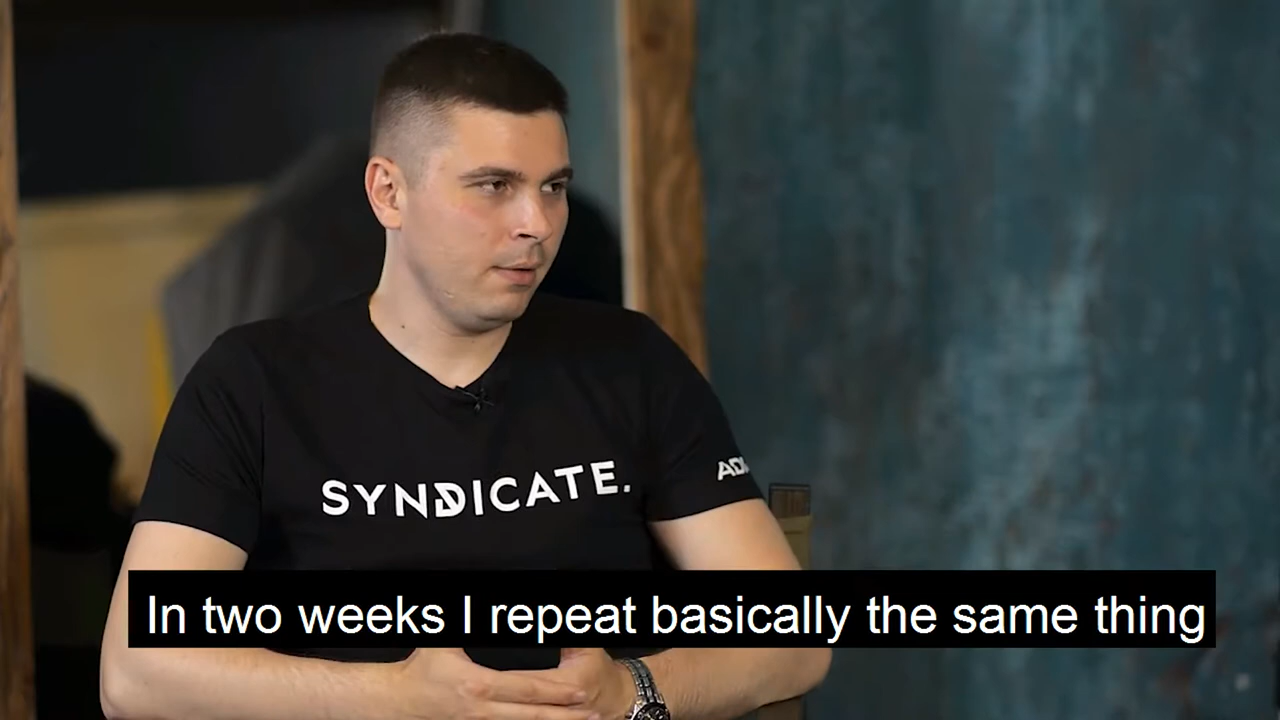 SYNDICATE.
In two weeks I repeat basically the same thing